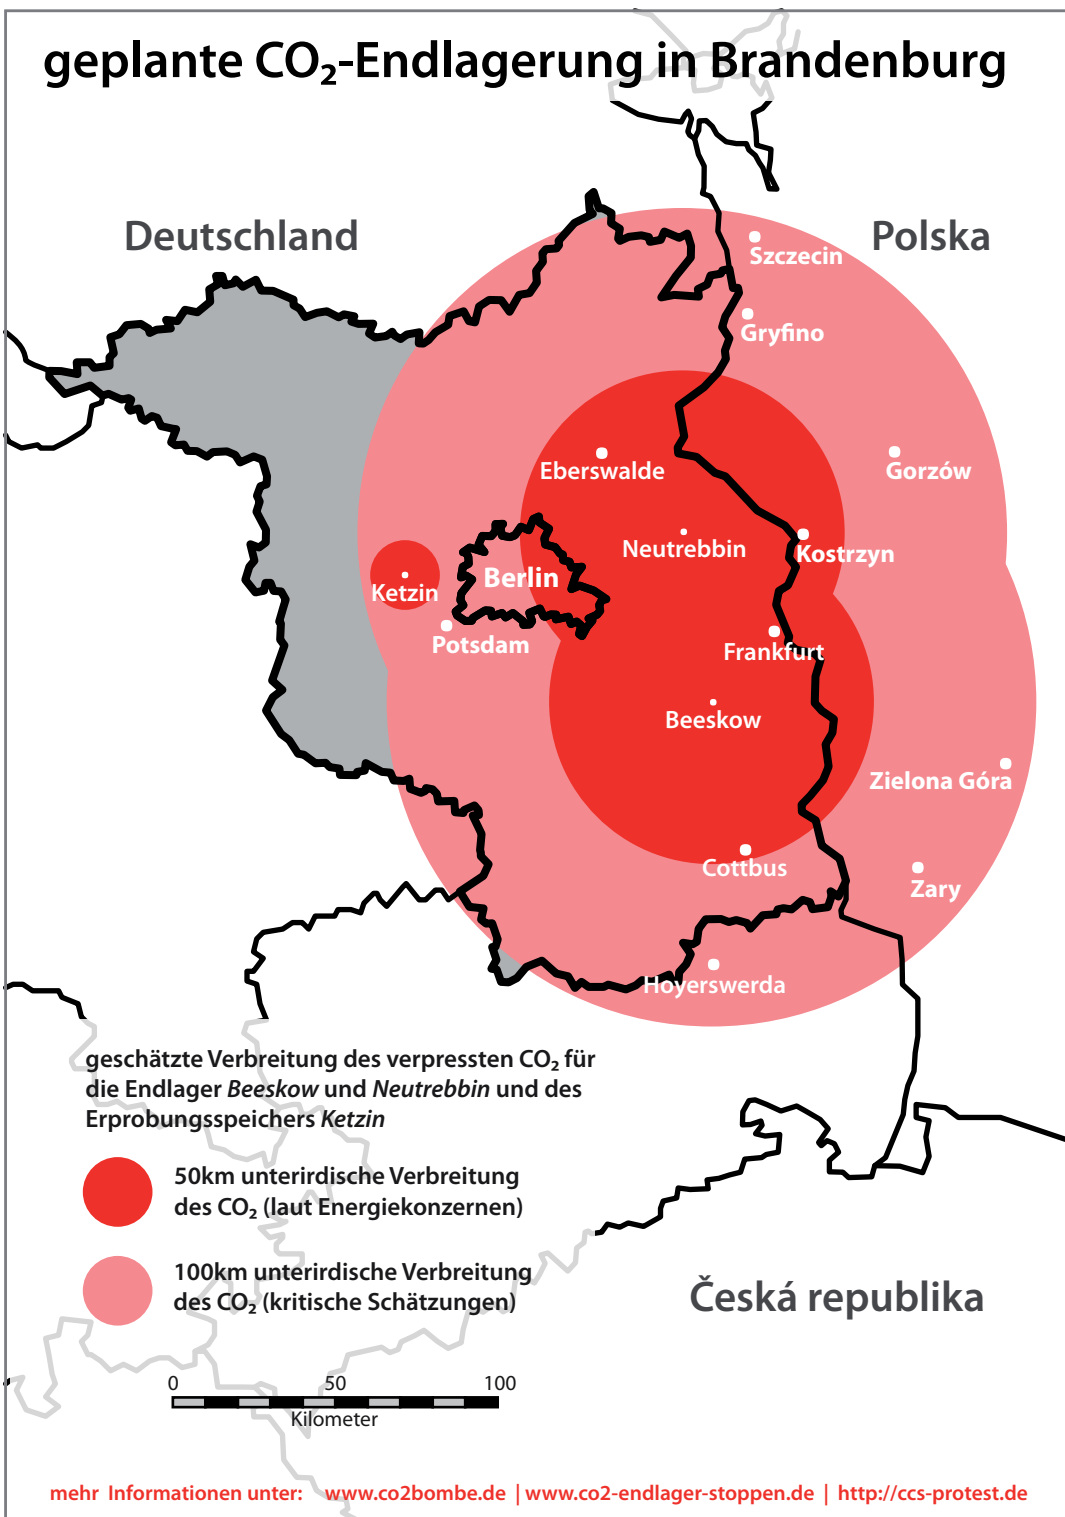 geplante CO₂-Endlagerung in Brandenburg
Deutschland
Polska
Szczecin
Gryfino
Eberswalde
Gorzów
Neutrebbin
Kostrzyn
Berlin
Ketzin
Potsdam
Frankfurt
Beeskow
Zielona Góra
Cottbus
Zary
Hoyerswerda
geschätzte Verbreitung des verpressten CO₂ für
die Endlager Beeskow und Neutrebbin und des
Erprobungsspeichers Ketzin
50km unterirdische Verbreitung
des CO₂ (laut Energiekonzernen)
100km unterirdische Verbreitung
des CO₂ (kritische Schätzungen)
Česká republika
0 50 100
Kilometer
mehr Informationen unter: www.co2bombe.de | www.co2-endlager-stoppen.de | http://ccs-protest.de